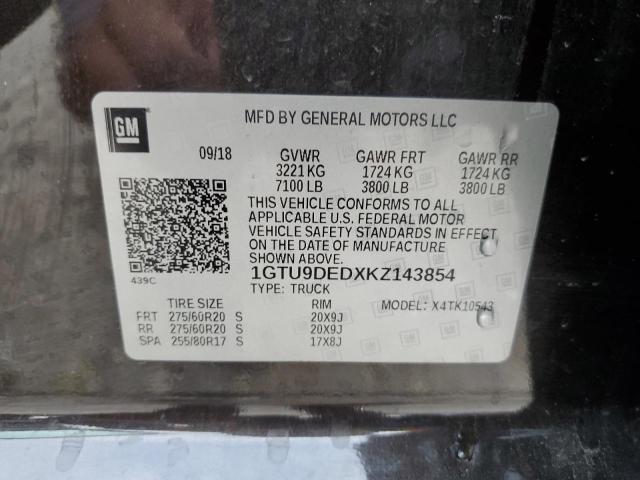 GM
MFD BY GENERAL MOTORS LLC
09/18 GVWR GAWR FRT GAWR RR
3221 KG 1724 KG 1724 KG
7100 LB 3800 LB 3800 LB
THIS VEHICLE CONFORMS TO ALL
APPLICABLE U.S. FEDERAL MOTOR
VEHICLE SAFETY STANDARDS IN EFFECT
ON THE DATE OF MANUFACTURE
SHOWN ABOVE.
439C
1GTU9DEDXKZ143854
TYPE: TRUCK MODEL: X4TK10543
TIRE SIZE RIM
FRT 275/60R20 S 20X9J
RR 275/60R20 S 20X9J
SPA 255/80R17 S 17X8J